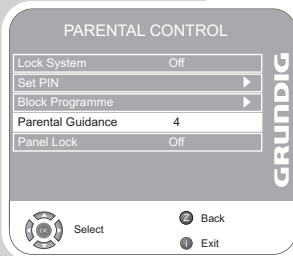 PARENTAL CONTROL
Lock System Off
Set PIN
Block Programme
Parental Guidance 4
Panel Lock Off
GRUNDIG
OK
Select
Z Back
i Exit